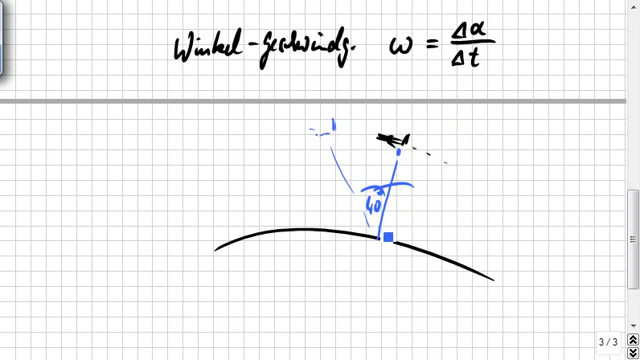 Winkel-geschwindg. ω = Δα/Δt
40°
3 / 3